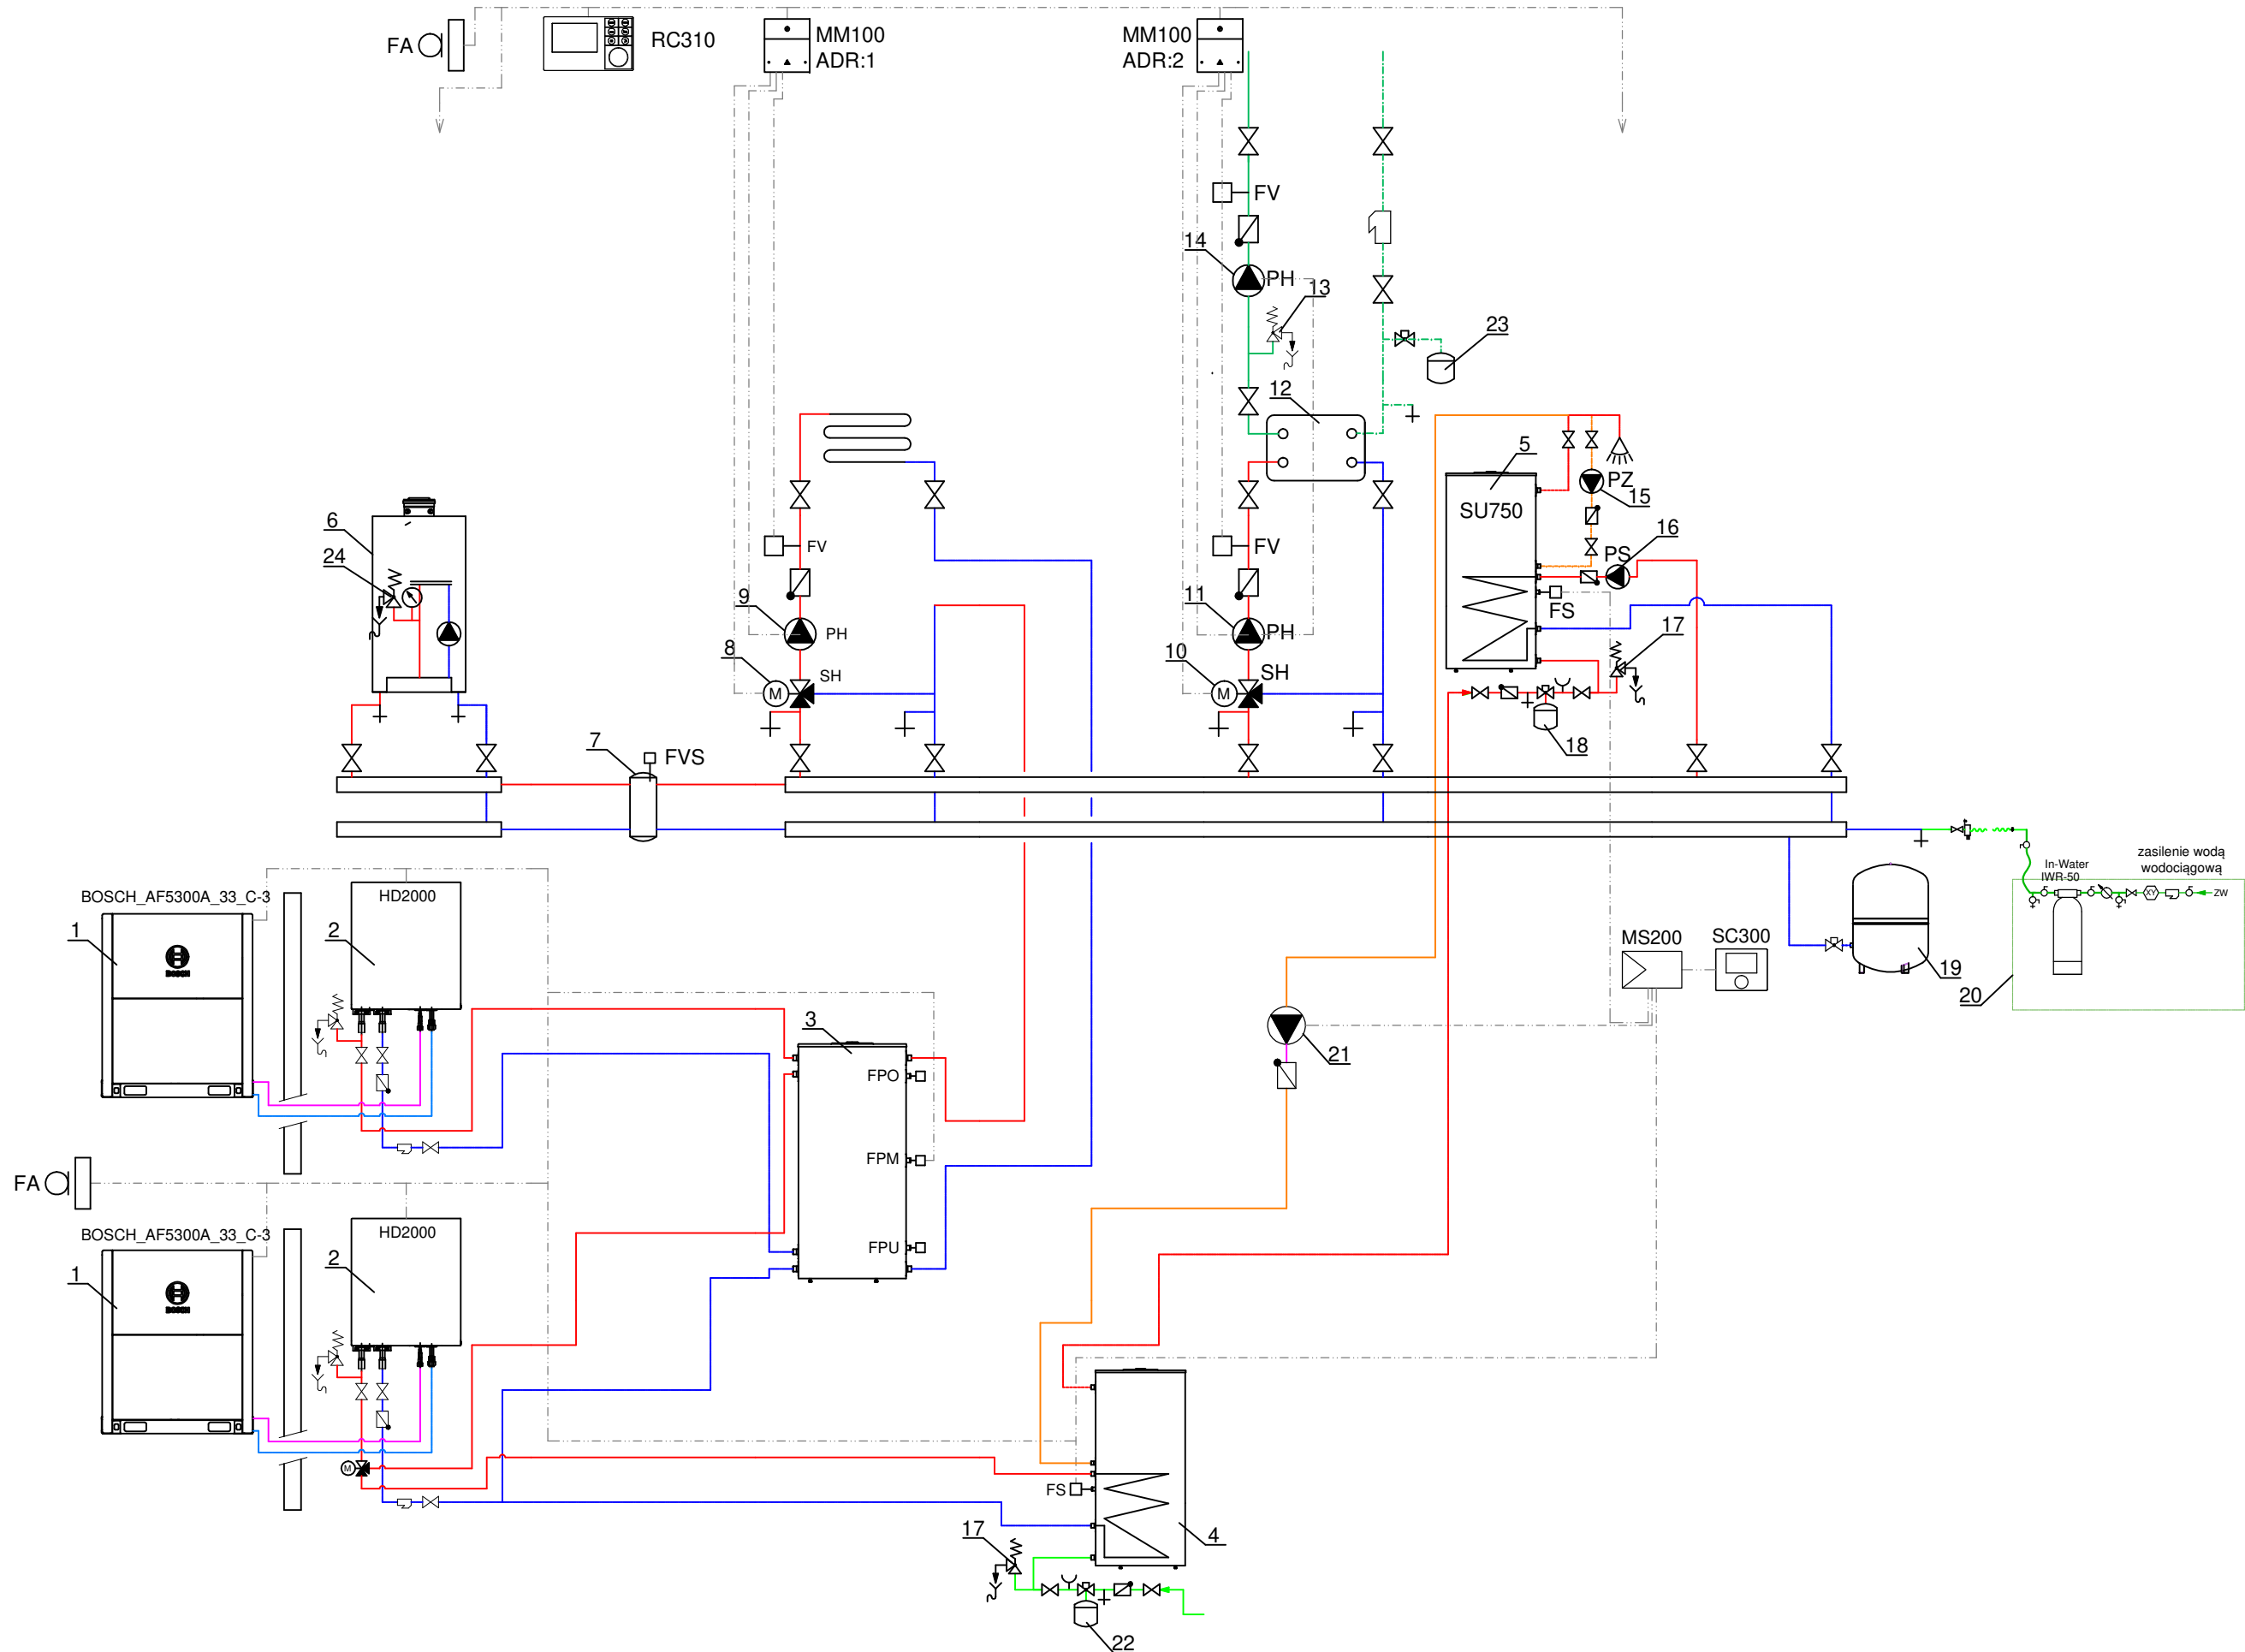 FA
RC310
MM100
ADR:1
MM100
ADR:2
FV
14
PH
13
23
12
5
SU750
PZ
15
PS
16
FS
17
18
6
24
FV
9
PH
8
SH
M
FV
11
PH
10
SH
M
7
FVS
BOSCH_AF5300A_33_C-3
1
BOSCH
HD2000
2
3
FPO
FPM
FPU
In-Water
IWR-50
zasilenie wodą
wodociągową
XY
ZW
MS200
SC300
19
20
21
FA
BOSCH_AF5300A_33_C-3
1
BOSCH
HD2000
2
M
FS
4
17
22